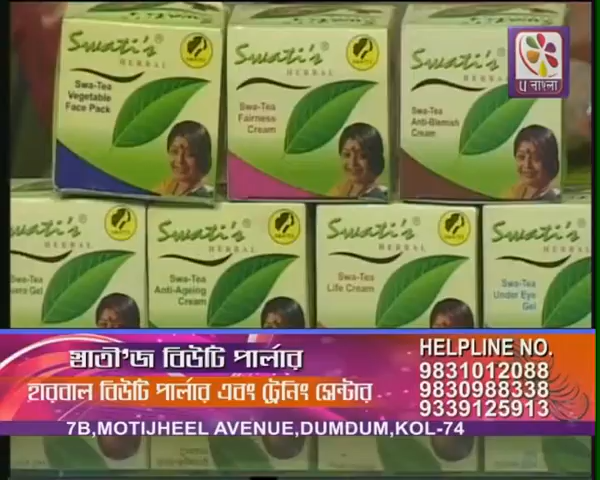 Swati's®
HERBAL
Swa-Tea
Vegetable
Face Pack
Swati's
HERBAL
Swa-Tea
Fairness
Cream
Swati's
HERBAL
Swa-Tea
Anti-Blemish
Cream
U বাংলা
Swati's®
HERBAL
Swa-Tea
Gel
Swati's®
HERBAL
Swa-Tea
Anti-Ageing
Cream
Swati's®
HERBAL
Swa-Tea
Life Cream
Swati's
HERBAL
Swa-Tea
Under Eye
Gel
স্বাতী'জ বিউটি পার্লার
হারবাল বিউটি পার্লার এবং ট্রেনিং সেন্টার
HELPLINE NO.
9831012088
9830988338
9339125913
7B,MOTIJHEEL AVENUE,DUMDUM,KOL-74